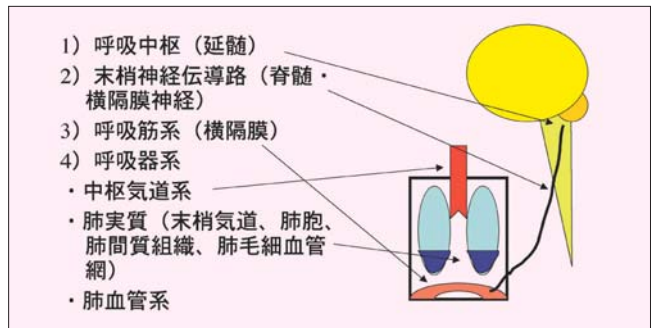 1）呼吸中枢（延髄）
2）末梢神経伝導路（脊髄・
横隔膜神経）
3）呼吸筋系（横隔膜）
4）呼吸器系
・中枢気道系
・肺実質（末梢気道、肺胞、
肺間質組織、肺毛細血管
網）
・肺血管系